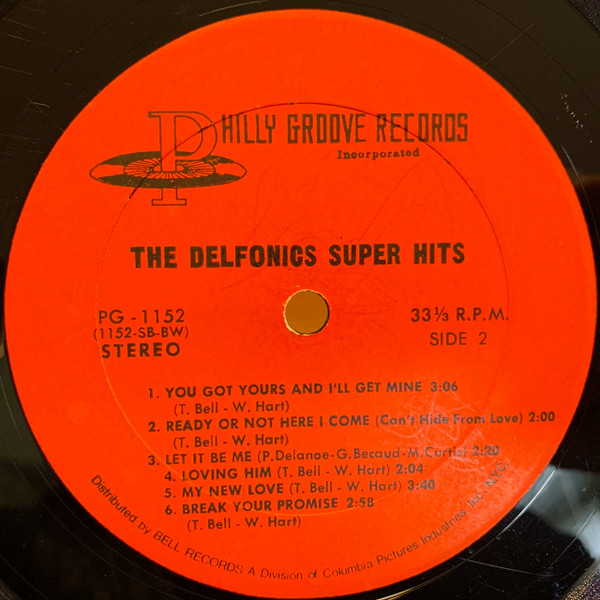 PHILLY GROOVE RECORDS
Incorporated
THE DELFONICS SUPER HITS
PG - 1152
(1152-SB-BW)
STEREO
33⅓ R.P.M.
SIDE 2
1. YOU GOT YOURS AND I'LL GET MINE 3:06
(T. Bell - W. Hart)
2. READY OR NOT HERE I COME (Can't Hide From Love) 2:00
(T. Bell - W. Hart)
3. LET IT BE ME (P.Delanoe-G.Becaud-M.Curtis) 2:20
4. LOVING HIM (T. Bell - W. Hart) 2:04
5. MY NEW LOVE (T. Bell - W. Hart) 3:40
6. BREAK YOUR PROMISE 2:58
(T. Bell - W. Hart)
Distributed by BELL RECORDS A Division of Columbia Pictures Industries Inc. NYC.